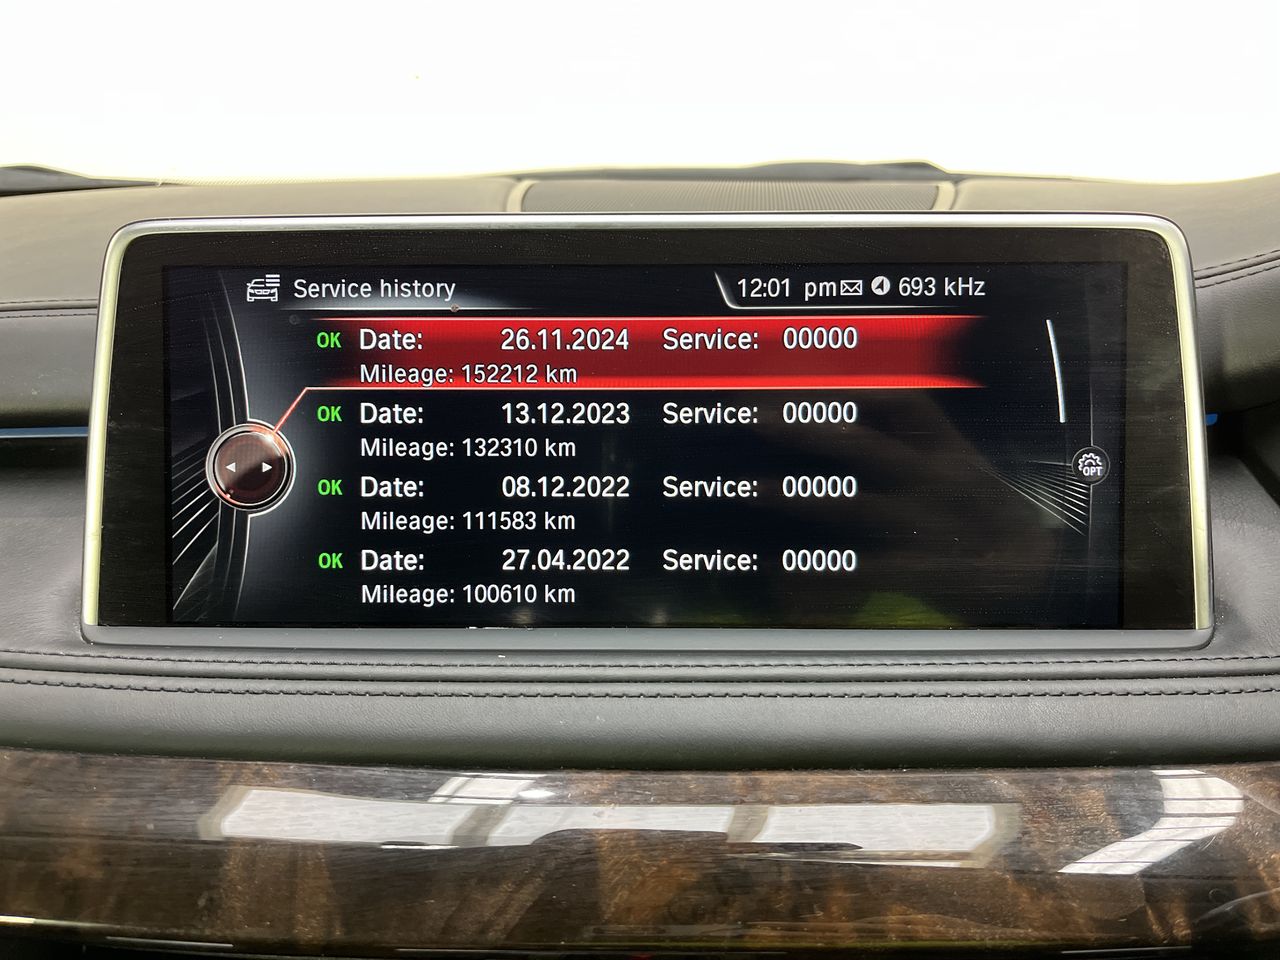 Service history 12:01 pm 693 kHz
OK Date: 26.11.2024 Service: 00000
Mileage: 152212 km
OK Date: 13.12.2023 Service: 00000
Mileage: 132310 km
OK Date: 08.12.2022 Service: 00000
Mileage: 111583 km
OPT
OK Date: 27.04.2022 Service: 00000
Mileage: 100610 km